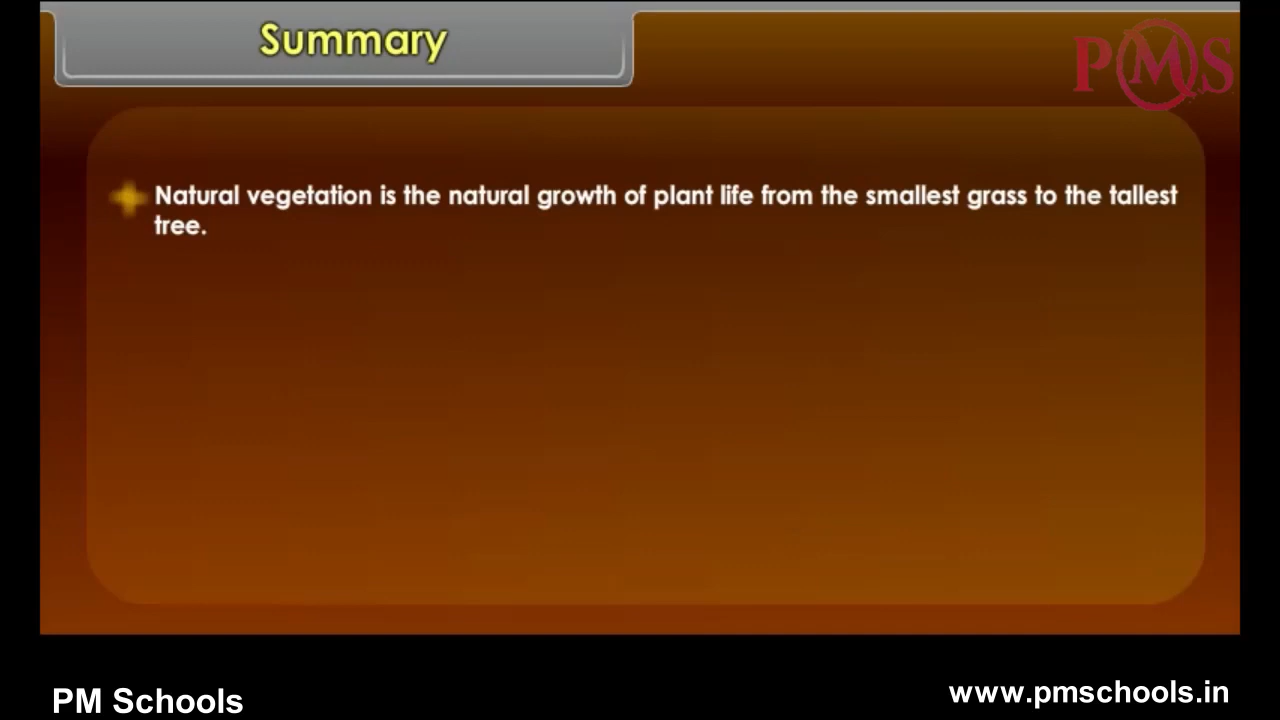 Summary
PMS
Natural vegetation is the natural growth of plant life from the smallest grass to the tallest
tree.
PM Schools
www.pmschools.in